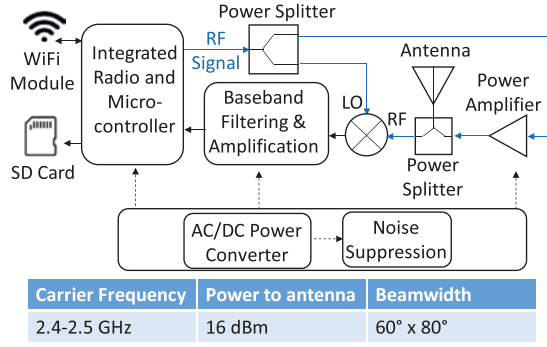 Power Splitter
WiFi
Module
Integrated
Radio and
Micro-
controller
RF
Signal
Antenna
Power
Amplifier
Baseband
Filtering &
Amplification
LO
RF
Power
Splitter
SD Card
AC/DC Power
Converter
Noise
Suppression
Carrier Frequency Power to antenna Beamwidth
2.4-2.5 GHz 16 dBm 60° x 80°